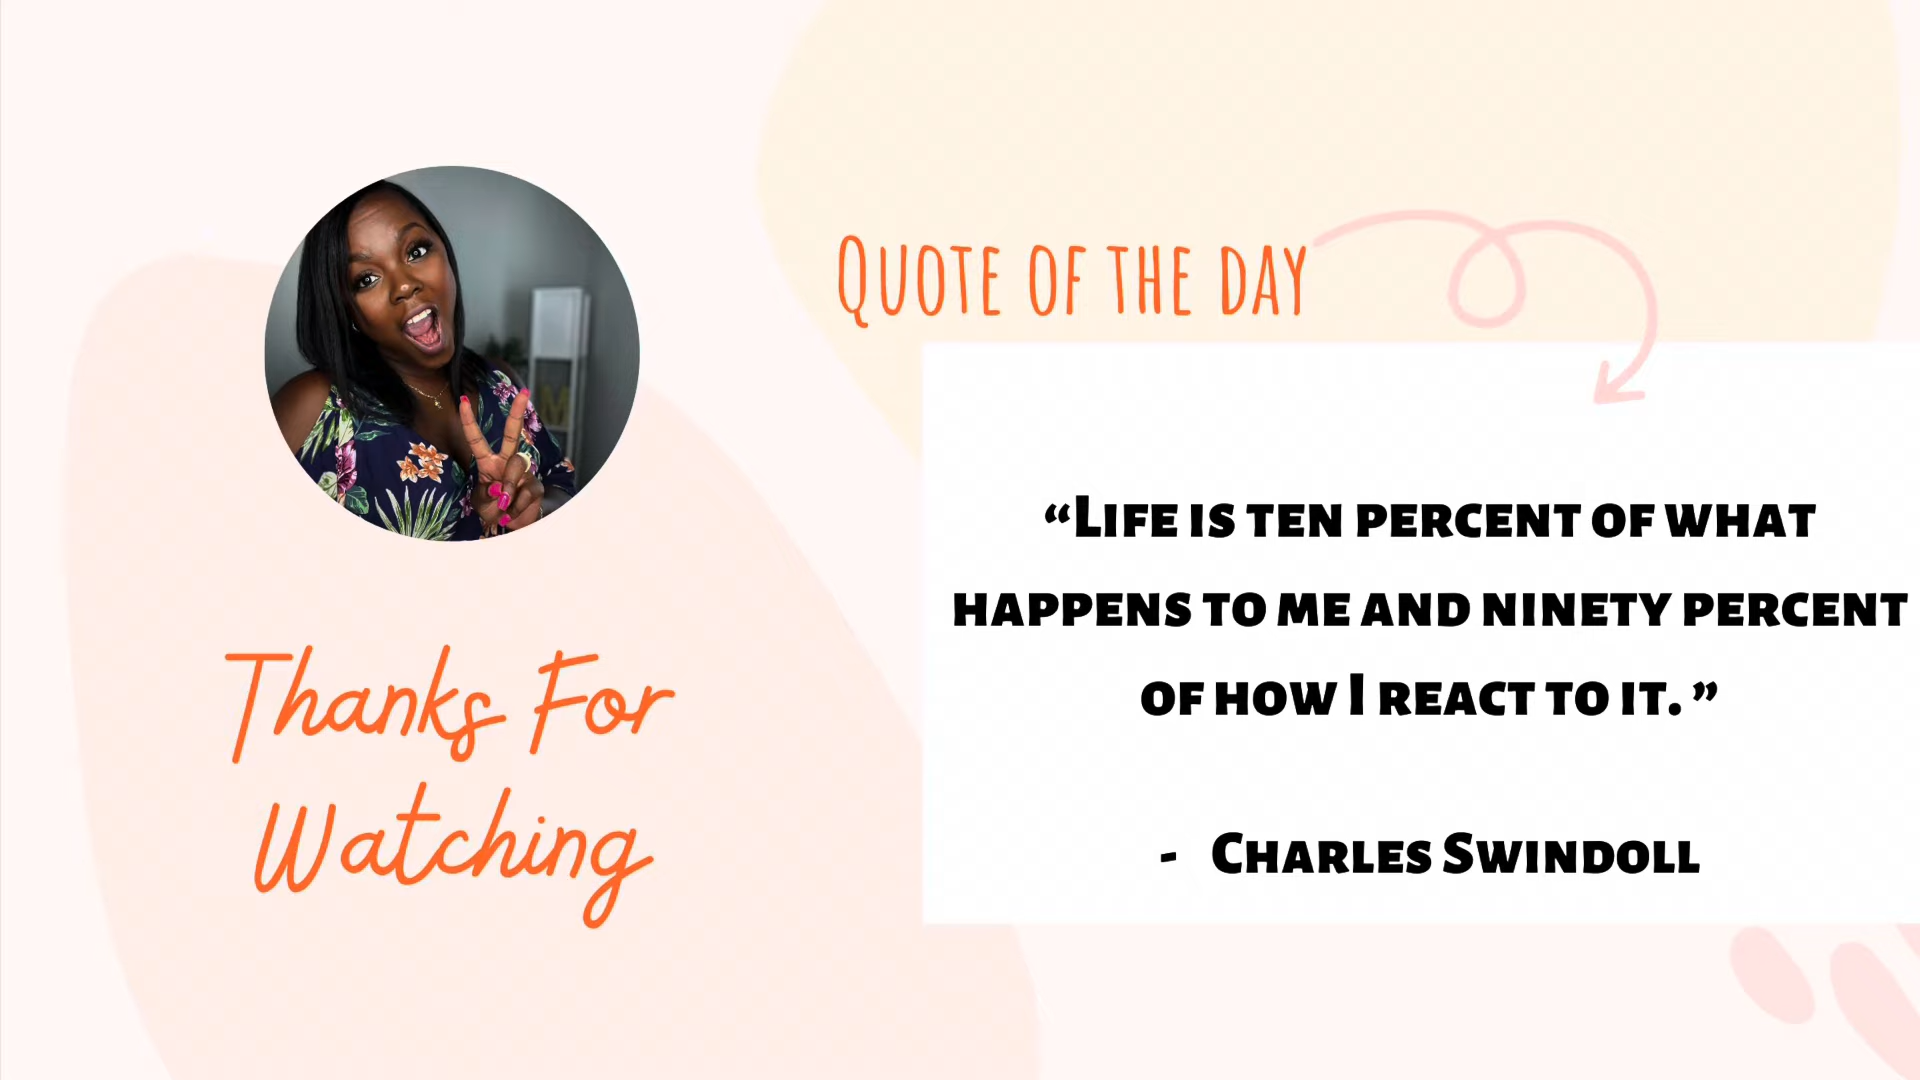 Thanks For
Watching
Quote of the day
“Life is ten percent of what
happens to me and ninety percent
of how I react to it. ”
- Charles Swindoll